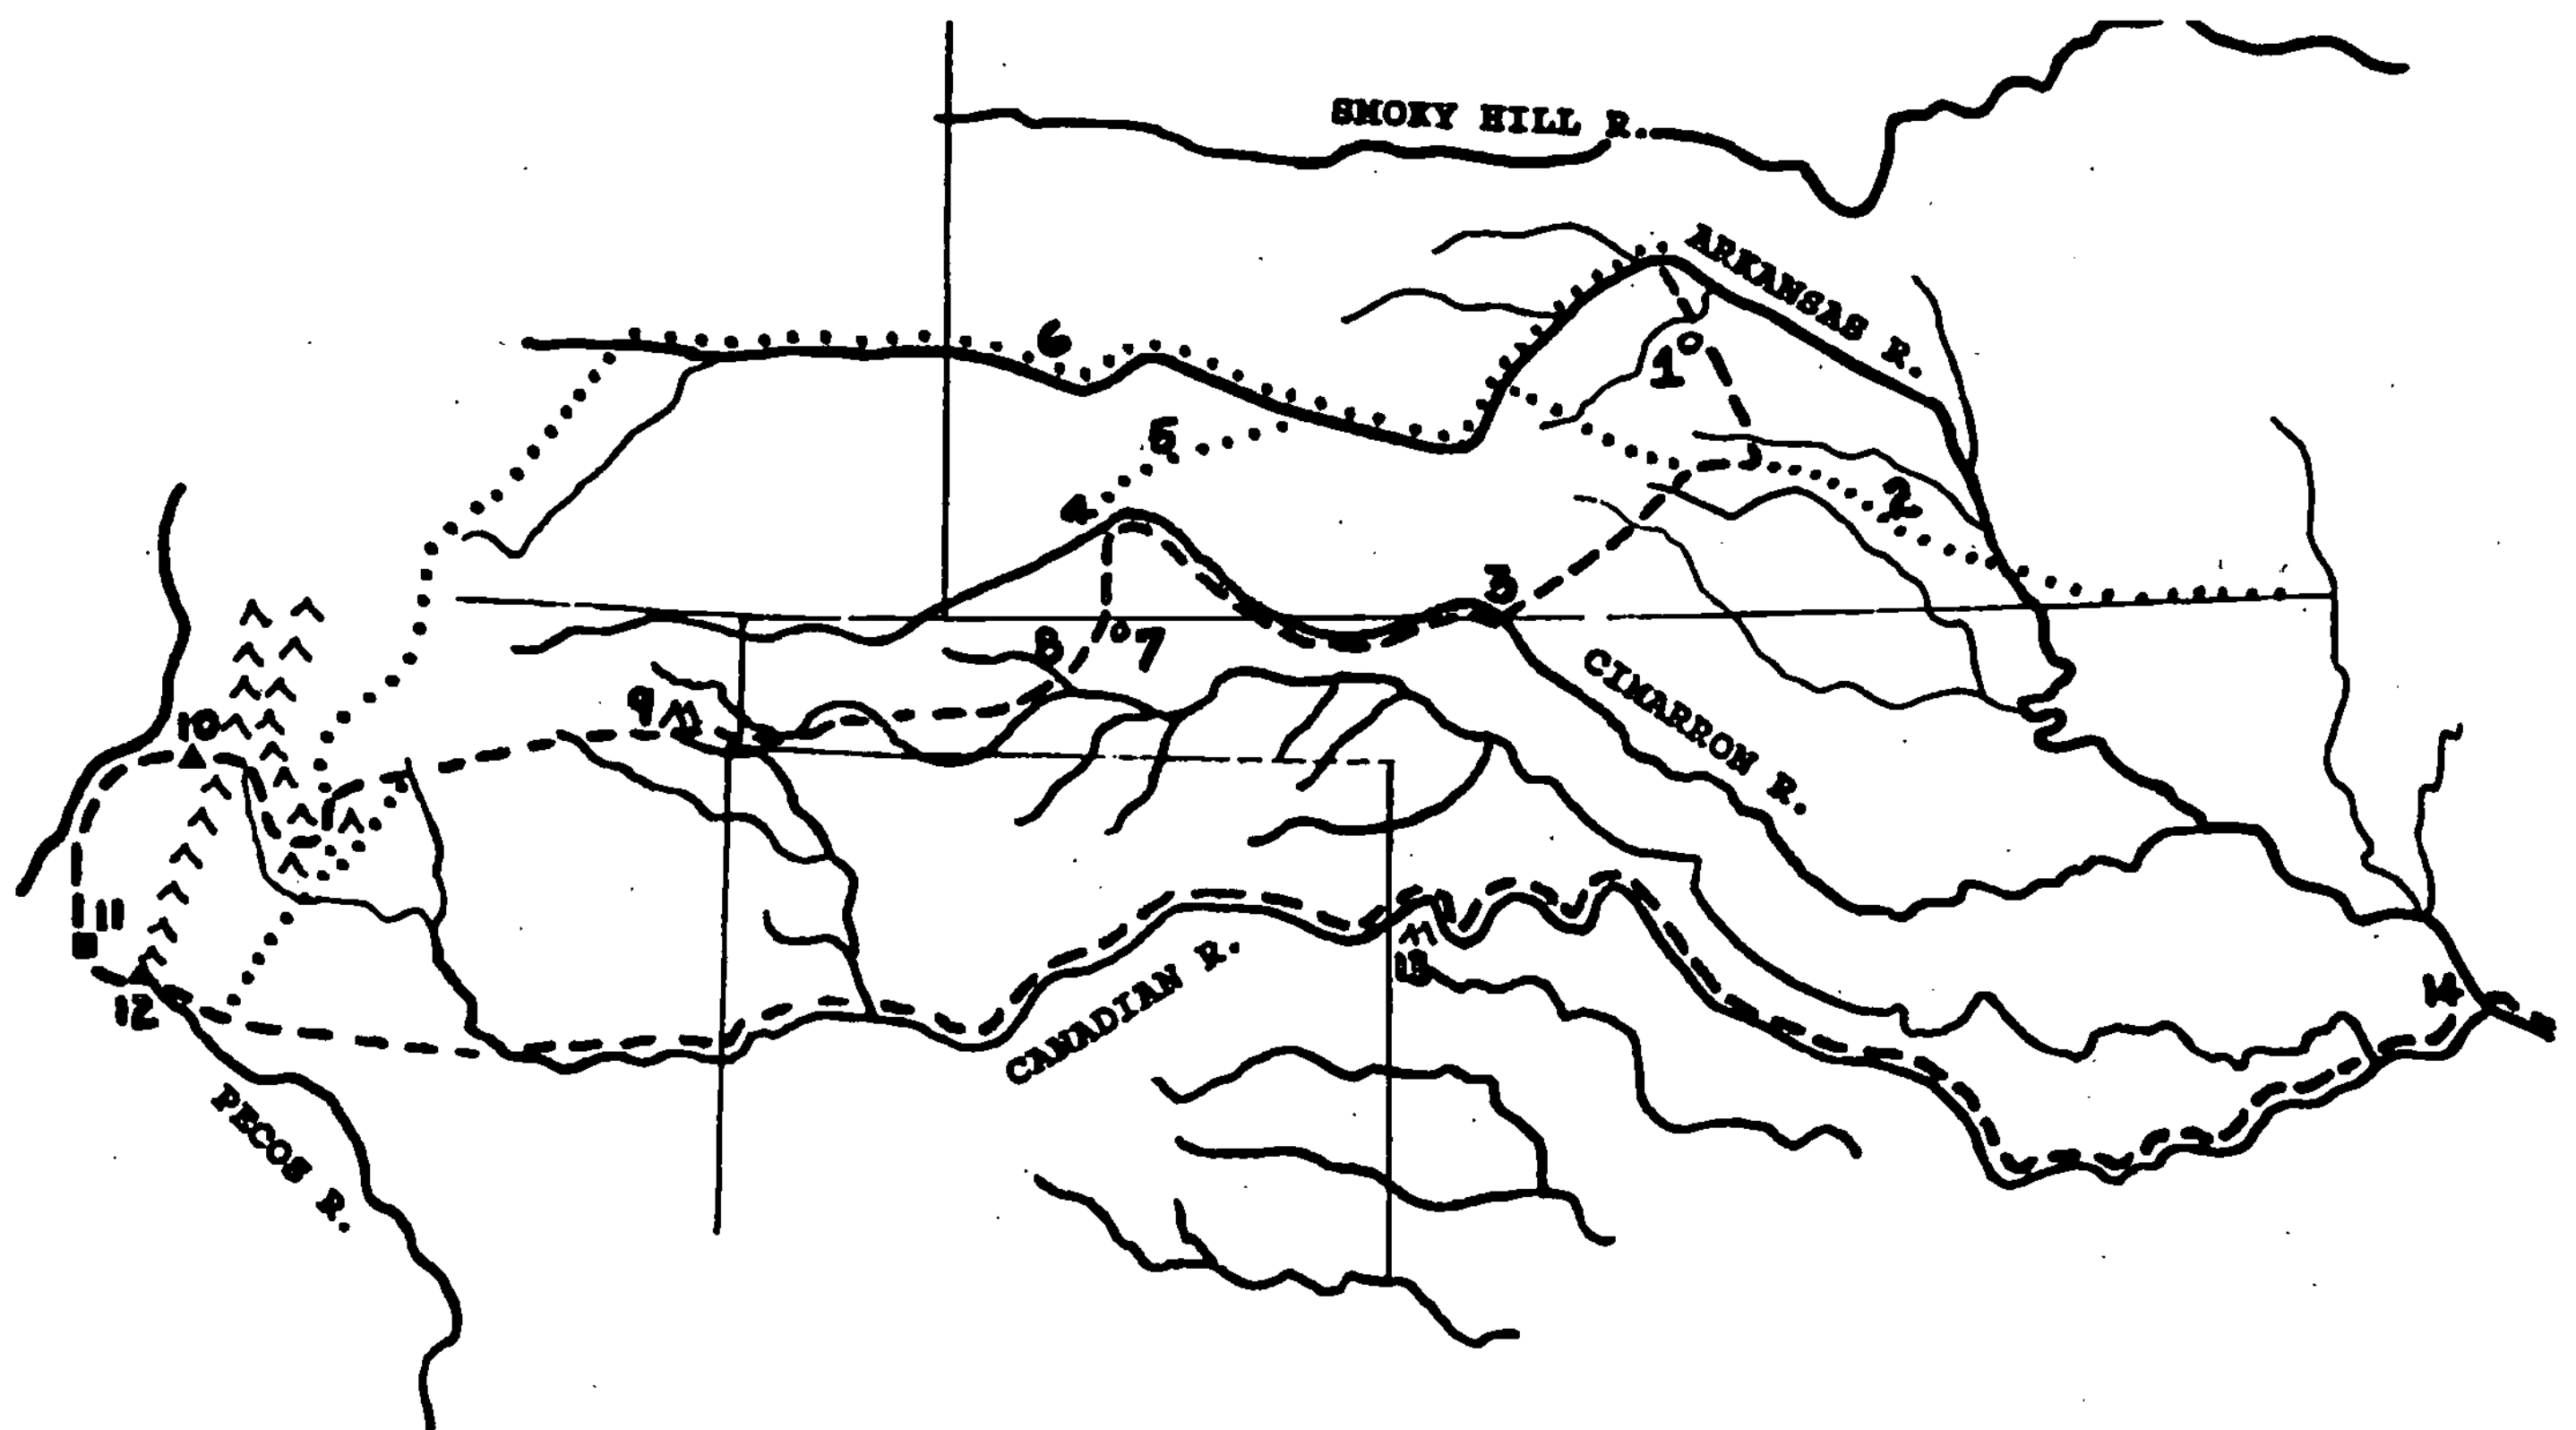 SMOKY HILL R.
ARKANSAS R.
6
1
5
2
4
3
8
7
CIMARRON R.
9
10
11
13
CANADIAN R.
12
14
PECOS R.